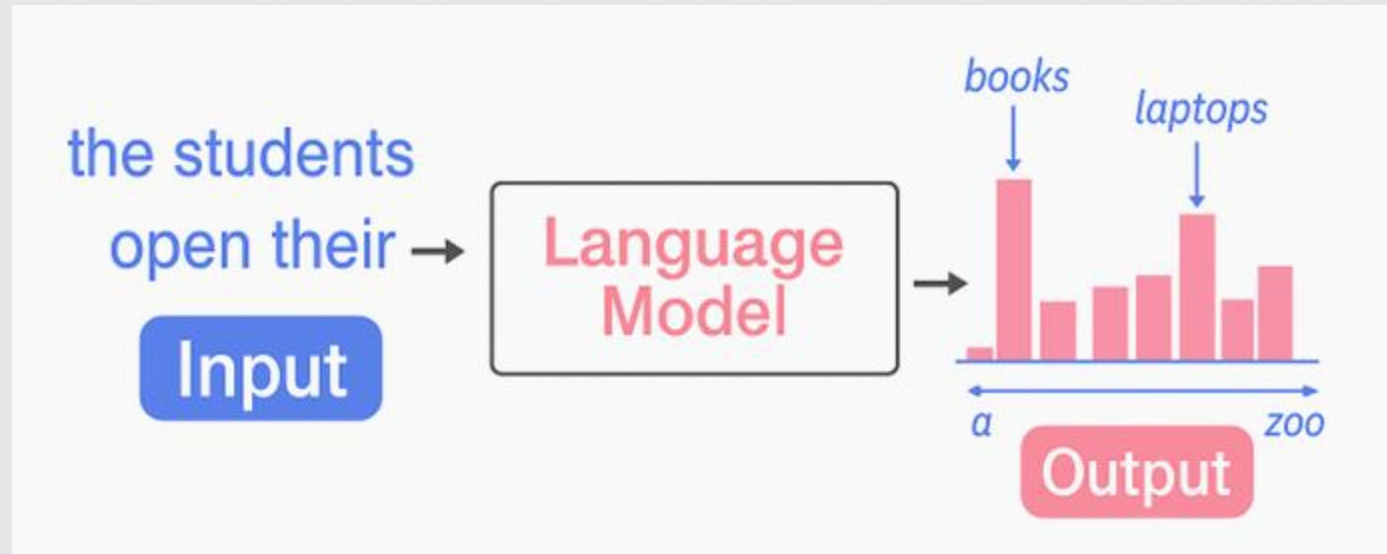 the students
open their
Input
Language
Model
books
laptops
a
zoo
Output